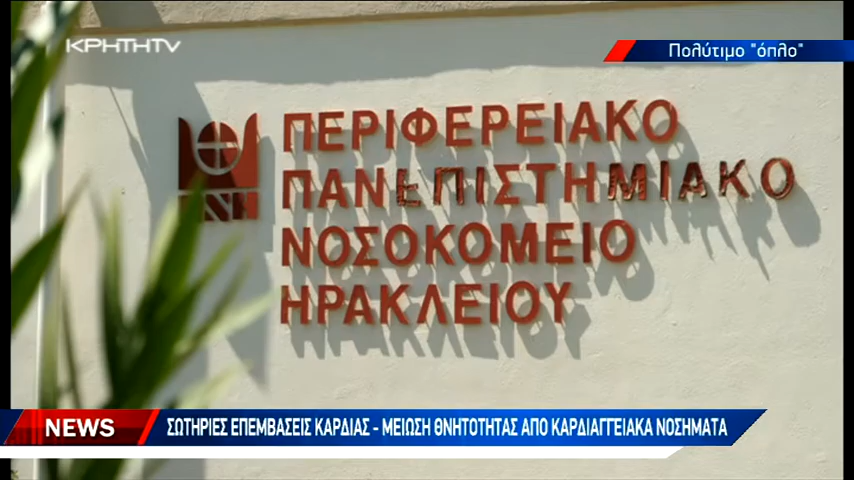 ΚΡΗΤΗTV
Πολύτιμο "όπλο"
ΠΕΡΙΦΕΡΕΙΑΚΟ
ΠΑΝΕΠΙΣΤΗΜΙΑΚΟ
ΝΟΣΟΚΟΜΕΙΟ
ΗΡΑΚΛΕΙΟΥ
NEWS
ΣΩΤΗΡΙΕΣ ΕΠΕΜΒΑΣΕΙΣ ΚΑΡΔΙΑΣ – ΜΕΙΩΣΗ ΘΝΗΤΟΤΗΤΑΣ ΑΠΟ ΚΑΡΔΙΑΓΓΕΙΑΚΑ ΝΟΣΗΜΑΤΑ